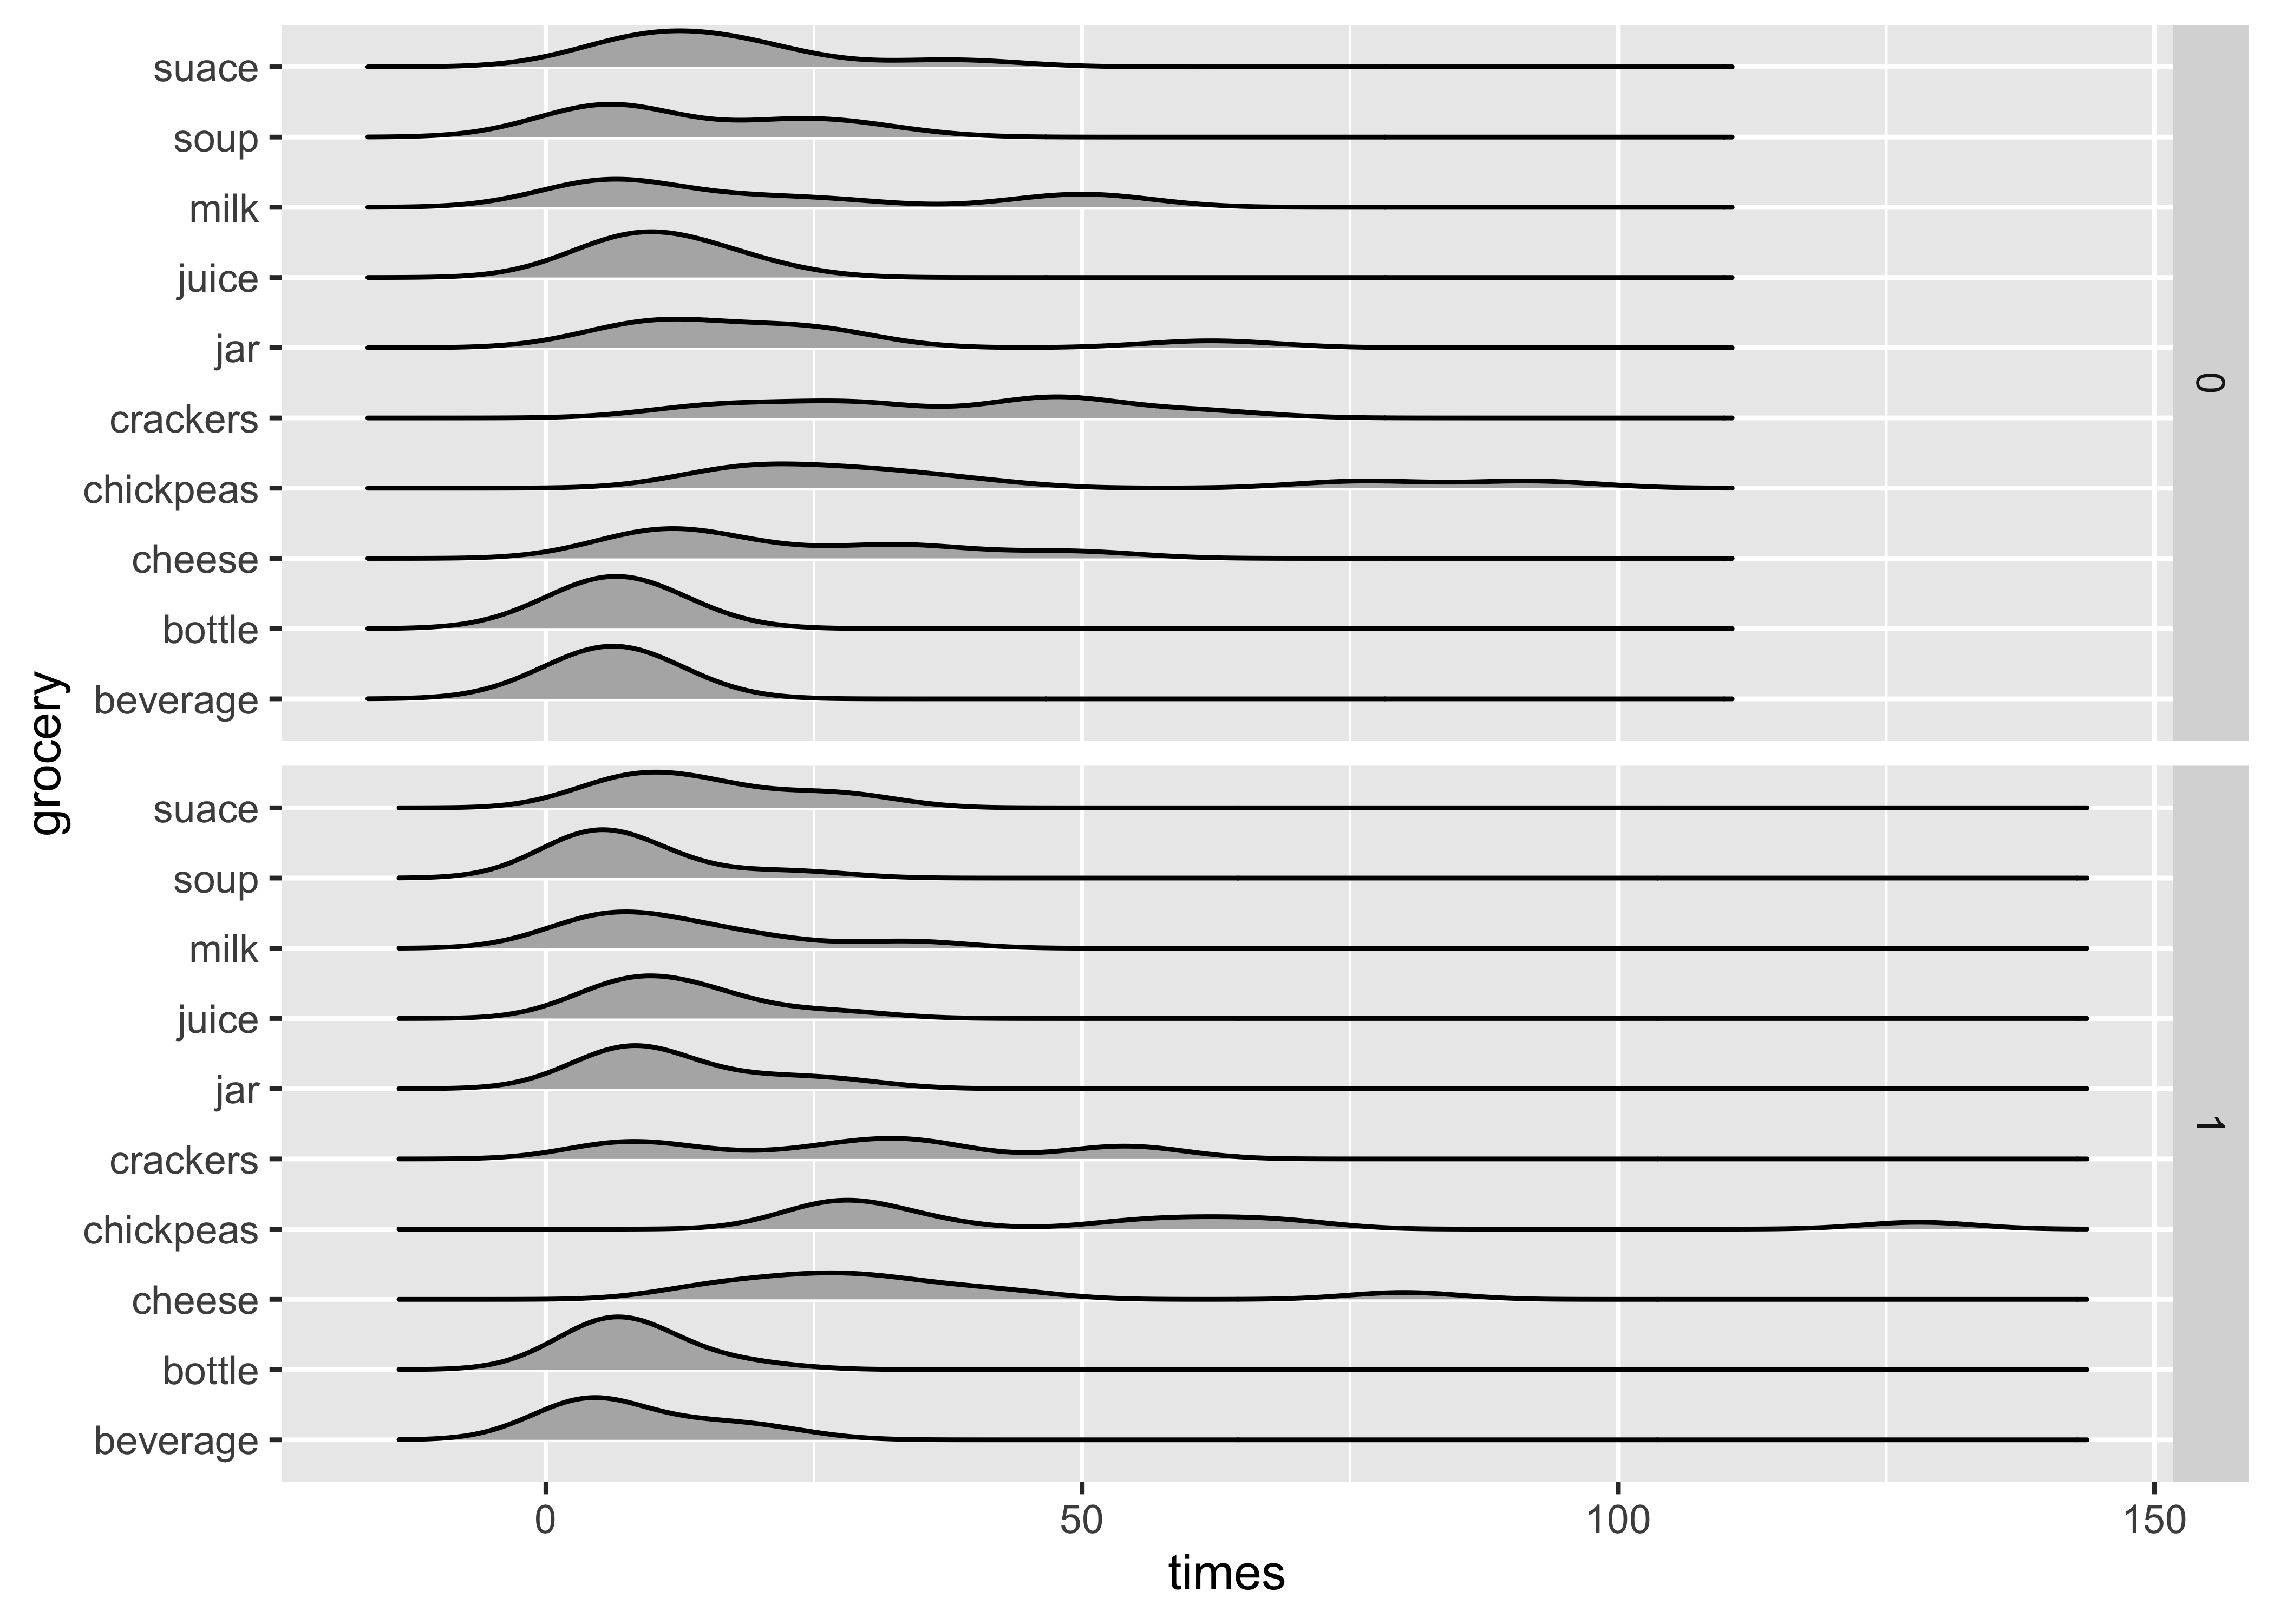 suace
soup
milk
juice
jar
crackers
chickpeas
cheese
bottle
beverage
0
grocery
suace
soup
milk
juice
jar
crackers
chickpeas
cheese
bottle
beverage
1
0 50 100 150
times